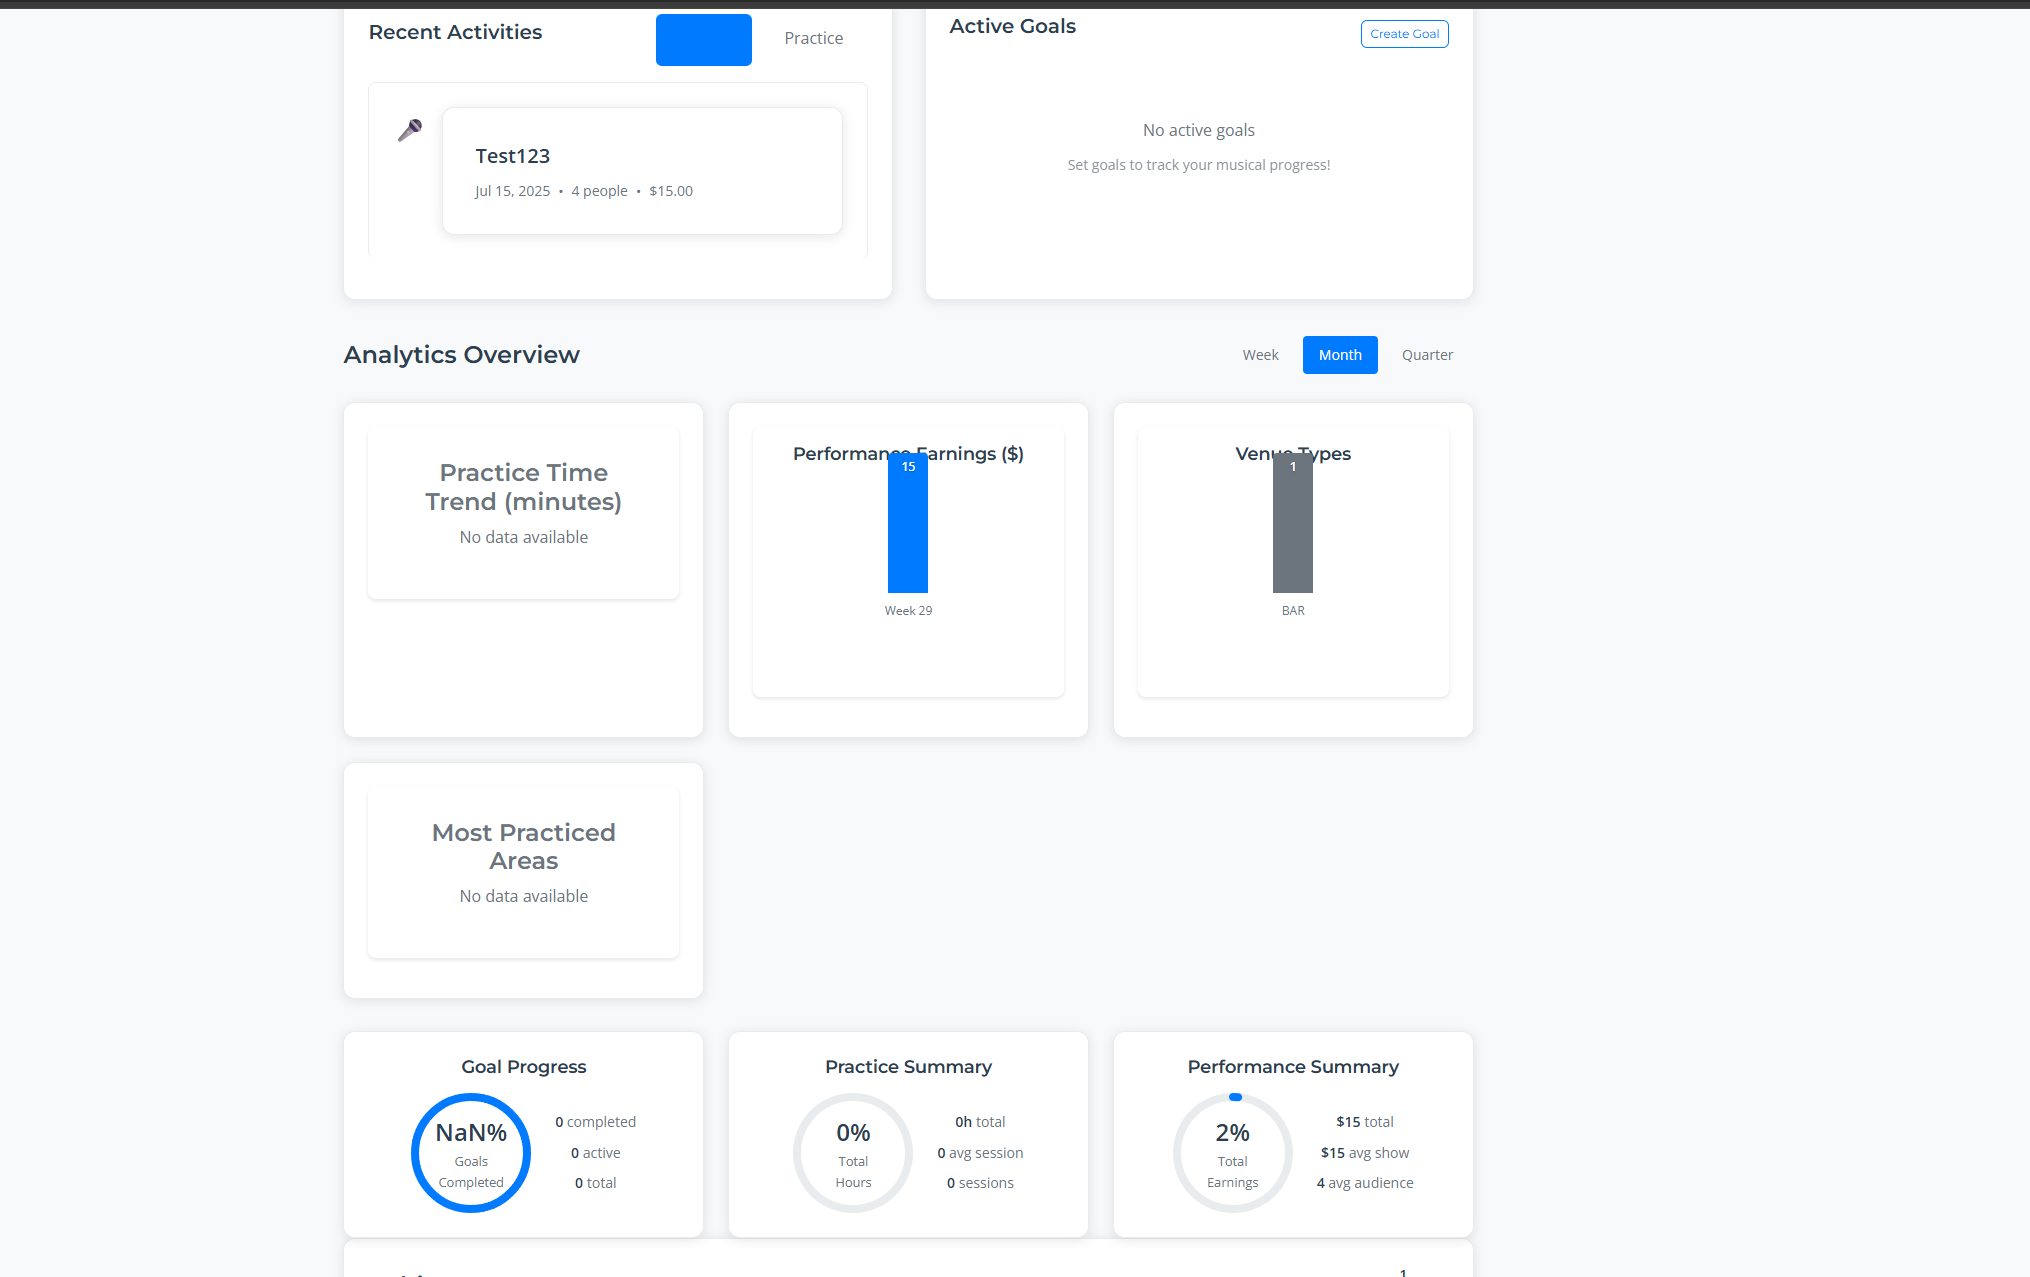 Recent Activities
Practice
Test123
Jul 15, 2025 • 4 people • $15.00
Active Goals
Create Goal
No active goals
Set goals to track your musical progress!
Analytics Overview
Week
Month
Quarter
Practice Time
Trend (minutes)
No data available
Performance Earnings ($)
15
Week 29
Venue Types
1
BAR
Most Practiced
Areas
No data available
Goal Progress
NaN%
Goals
Completed
0 completed
0 active
0 total
Practice Summary
0%
Total
Hours
0h total
0 avg session
0 sessions
Performance Summary
2%
Total
Earnings
$15 total
$15 avg show
4 avg audience
1